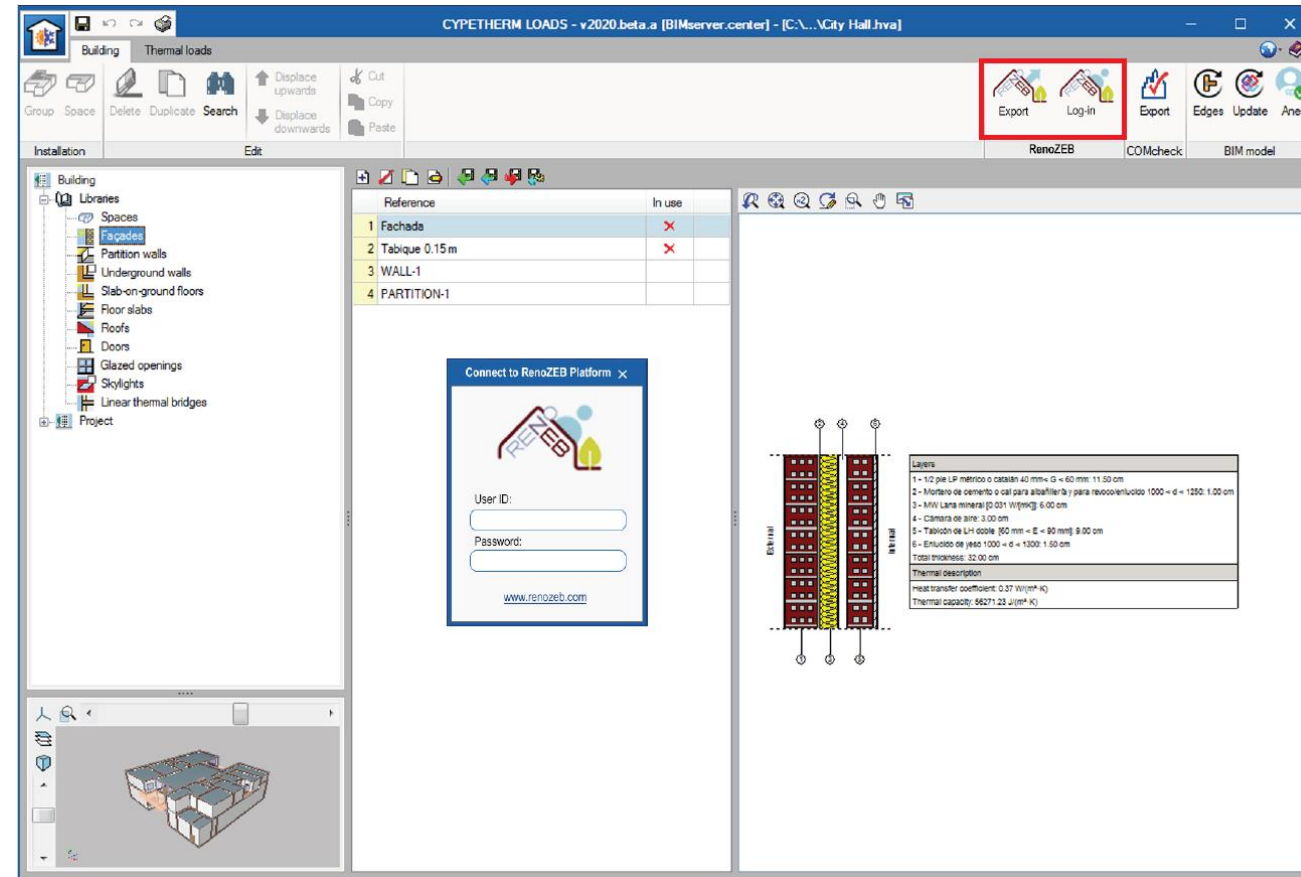 CYPETHERM LOADS - v2020.beta.a [BIMserver.center] - [C:\...\City Hall.hva]
Building Thermal loads
Group Space Delete Duplicate Search Displace upwards Displace downwards Cut Copy Paste Export Log-in Export Edges Update Ane
Installation Edit RenoZEB COMcheck BIM model
Building
Libraries
Spaces
Façades
Partition walls
Underground walls
Slab-on-ground floors
Floor slabs
Roofs
Doors
Glazed openings
Skylights
Linear thermal bridges
Project
Reference In use
1 Fachada
2 Tabique 0.15 m
3 WALL-1
4 PARTITION-1
Connect to RenoZEB Platform
RENO ZEB
User ID:
Password:
www.renozeb.com
External
Internal
Layers
1 - 1/2 pie LP métrico o catalán 40 mm< G < 60 mm: 11.50 cm
2 - Mortero de cemento o cal para albañilería y para revoco/enlucido 1000 < d < 1250: 1.00 cm
3 - MW Lana mineral [0.031 W/[mK]]: 6.00 cm
4 - Cámara de aire: 3.00 cm
5 - Tabicón de LH doble [60 mm < E < 90 mm]: 9.00 cm
6 - Enlucido de yeso 1000 < d < 1300: 1.50 cm
Total thickness: 32.00 cm
Thermal description
Heat transfer coefficient: 0.37 W/(m²·K)
Thermal capacity: 56271.23 J/(m²·K)